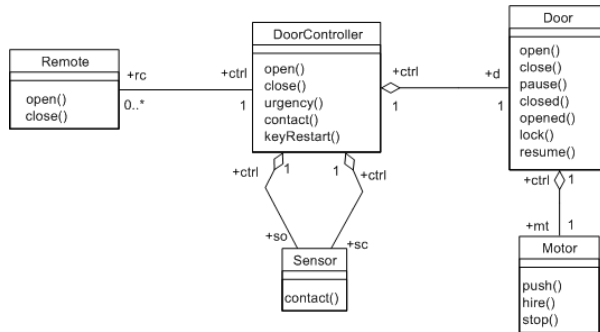 Remote
open()
close()
+rc
0..*
+ctrl
1
DoorController
open()
close()
urgency()
contact()
keyRestart()
+ctrl
1
+d
1
Door
open()
close()
pause()
closed()
opened()
lock()
resume()
+ctrl
1
1
+ctrl
+so
+sc
Sensor
contact()
+ctrl
1
+mt
1
Motor
push()
hire()
stop()